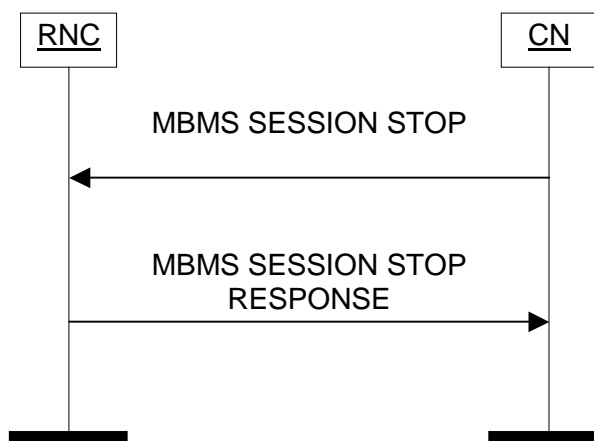 RNC
CN
MBMS SESSION STOP
MBMS SESSION STOP
RESPONSE